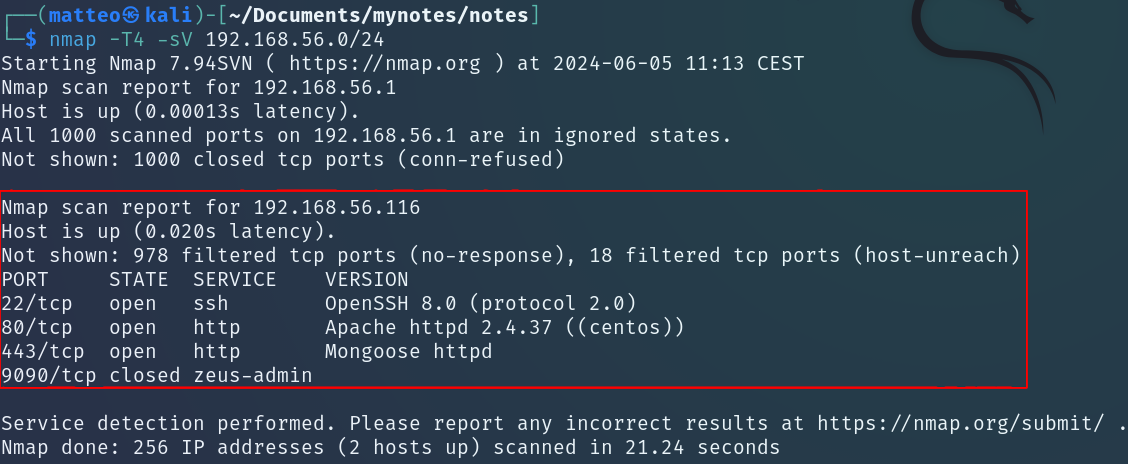 ┌──(matteo㉿kali)-[~/Documents/mynotes/notes]
└─$ nmap -T4 -sV 192.168.56.0/24
Starting Nmap 7.94SVN ( https://nmap.org ) at 2024-06-05 11:13 CEST
Nmap scan report for 192.168.56.1
Host is up (0.00013s latency).
All 1000 scanned ports on 192.168.56.1 are in ignored states.
Not shown: 1000 closed tcp ports (conn-refused)
Nmap scan report for 192.168.56.116
Host is up (0.020s latency).
Not shown: 978 filtered tcp ports (no-response), 18 filtered tcp ports (host-unreach)
PORT     STATE  SERVICE    VERSION
22/tcp   open   ssh        OpenSSH 8.0 (protocol 2.0)
80/tcp   open   http       Apache httpd 2.4.37 ((centos))
443/tcp  open   http       Mongoose httpd
9090/tcp closed zeus-admin
Service detection performed. Please report any incorrect results at https://nmap.org/submit/ .
Nmap done: 256 IP addresses (2 hosts up) scanned in 21.24 seconds